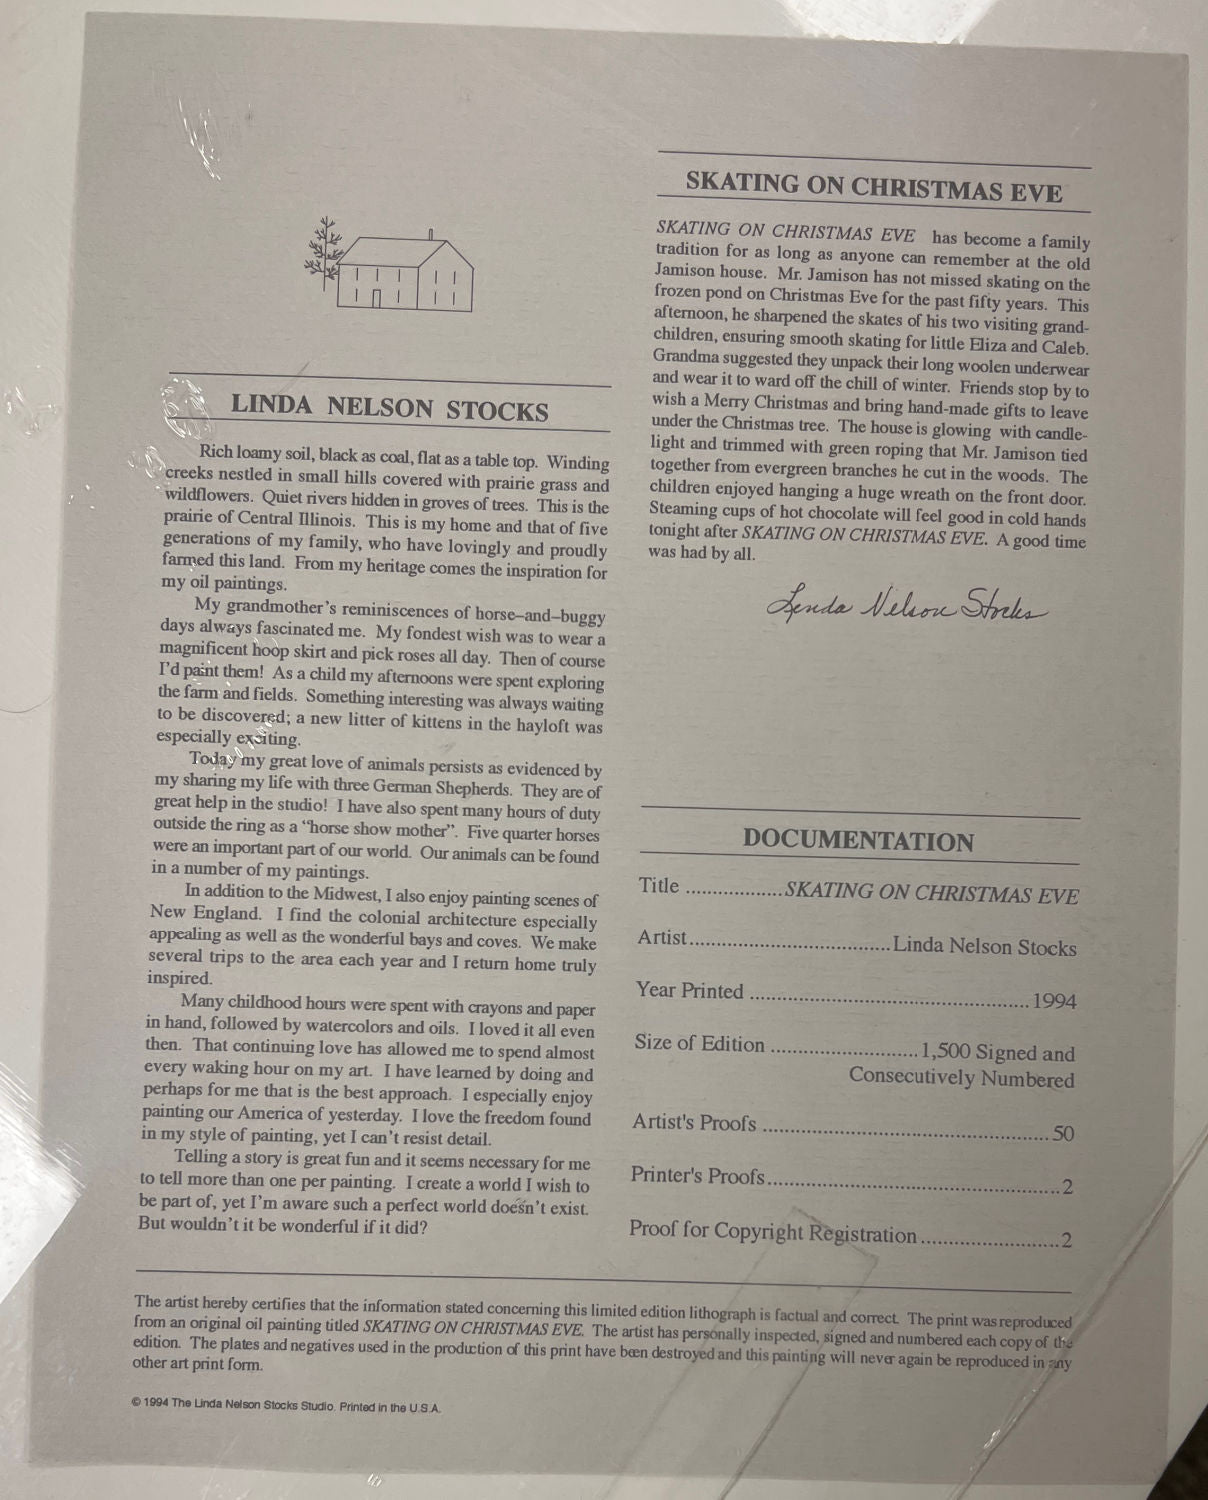 LINDA NELSON STOCKS
Rich loamy soil, black as coal, flat as a table top. Winding
creeks nestled in small hills covered with prairie grass and
wildflowers. Quiet rivers hidden in groves of trees. This is the
prairie of Central Illinois. This is my home and that of five
generations of my family, who have lovingly and proudly
farmed this land. From my heritage comes the inspiration for
my oil paintings.
My grandmother's reminiscences of horse–and–buggy
days always fascinated me. My fondest wish was to wear a
magnificent hoop skirt and pick roses all day. Then of course
I'd paint them! As a child my afternoons were spent exploring
the farm and fields. Something interesting was always waiting
to be discovered; a new litter of kittens in the hayloft was
especially exciting.
Today my great love of animals persists as evidenced by
my sharing my life with three German Shepherds. They are of
great help in the studio! I have also spent many hours of duty
outside the ring as a "horse show mother". Five quarter horses
were an important part of our world. Our animals can be found
in a number of my paintings.
In addition to the Midwest, I also enjoy painting scenes of
New England. I find the colonial architecture especially
appealing as well as the wonderful bays and coves. We make
several trips to the area each year and I return home truly
inspired.
Many childhood hours were spent with crayons and paper
in hand, followed by watercolors and oils. I loved it all even
then. That continuing love has allowed me to spend almost
every waking hour on my art. I have learned by doing and
perhaps for me that is the best approach. I especially enjoy
painting our America of yesterday. I love the freedom found
in my style of painting, yet I can't resist detail.
Telling a story is great fun and it seems necessary for me
to tell more than one per painting. I create a world I wish to
be part of, yet I'm aware such a perfect world doesn't exist.
But wouldn't it be wonderful if it did?
SKATING ON CHRISTMAS EVE
SKATING ON CHRISTMAS EVE has become a family
tradition for as long as anyone can remember at the old
Jamison house. Mr. Jamison has not missed skating on the
frozen pond on Christmas Eve for the past fifty years. This
afternoon, he sharpened the skates of his two visiting grand-
children, ensuring smooth skating for little Eliza and Caleb.
Grandma suggested they unpack their long woolen underwear
and wear it to ward off the chill of winter. Friends stop by to
wish a Merry Christmas and bring hand-made gifts to leave
under the Christmas tree. The house is glowing with candle-
light and trimmed with green roping that Mr. Jamison tied
together from evergreen branches he cut in the woods. The
children enjoyed hanging a huge wreath on the front door.
Steaming cups of hot chocolate will feel good in cold hands
tonight after SKATING ON CHRISTMAS EVE. A good time
was had by all.
Linda Nelson Stocks
DOCUMENTATION
Title .................. SKATING ON CHRISTMAS EVE
Artist..................................... Linda Nelson Stocks
Year Printed .................................................. 1994
Size of Edition ........................... 1,500 Signed and
Consecutively Numbered
Artist's Proofs .................................................... 50
Printer's Proofs..................................................... 2
Proof for Copyright Registration ......................... 2
The artist hereby certifies that the information stated concerning this limited edition lithograph is factual and correct. The print was reproduced
from an original oil painting titled SKATING ON CHRISTMAS EVE. The artist has personally inspected, signed and numbered each copy of the
edition. The plates and negatives used in the production of this print have been destroyed and this painting will never again be reproduced in any
other art print form.
© 1994 The Linda Nelson Stocks Studio. Printed in the U.S.A.